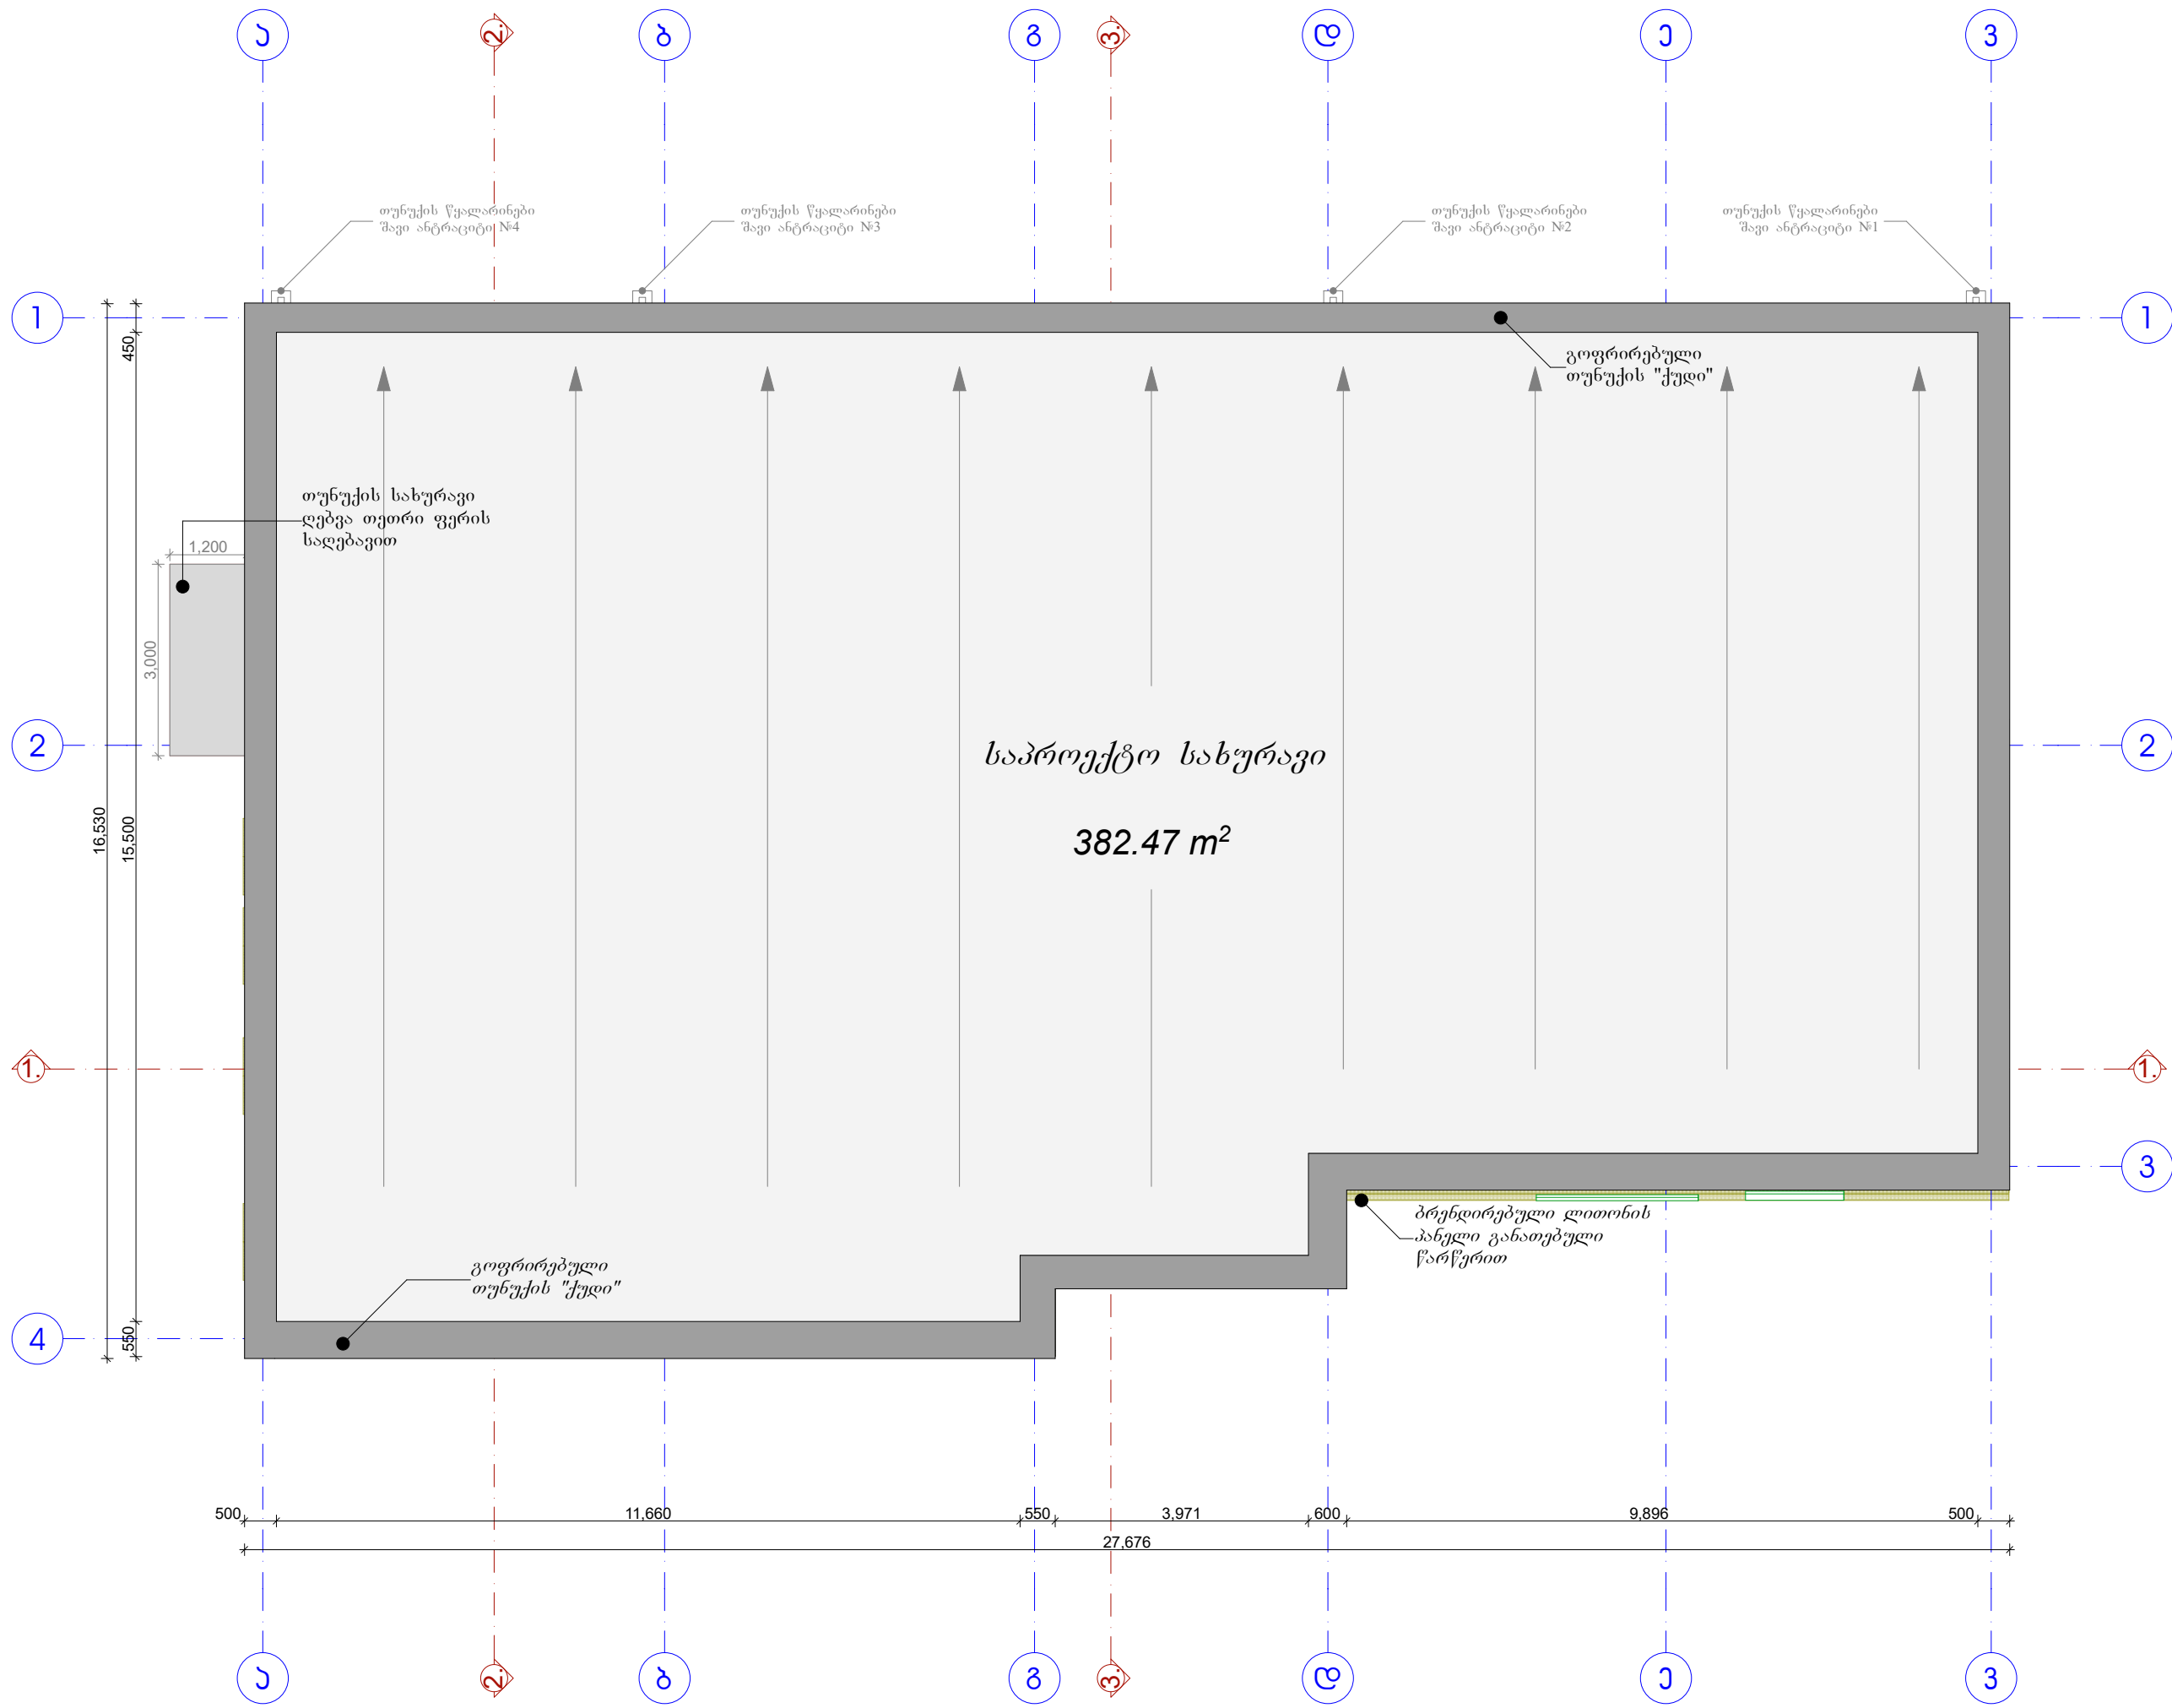 ა
2.
ბ
გ
3.
დ
ე
ვ
თუნუქის წყალარინები
შავი ანტრაციტი №4
თუნუქის წყალარინები
შავი ანტრაციტი №3
თუნუქის წყალარინები
შავი ანტრაციტი №2
თუნუქის წყალარინები
შავი ანტრაციტი №1
1
1
450
გოფრირებული
თუნუქის "ქუდი"
თუნუქის სახურავი
ღებვა თეთრი ფერის
საღებავით
1,200
3,000
2
2
საპროექტო სახურავი
382.47 m²
16,530
15,500
1.
1.
3
ბრენდირებული ლითონის
პანელი განათებული
წარწერით
გოფრირებული
თუნუქის "ქუდი"
4
550
500
11,660
550
3,971
600
9,896
500
27,676
ა
2.
ბ
გ
3.
დ
ე
ვ